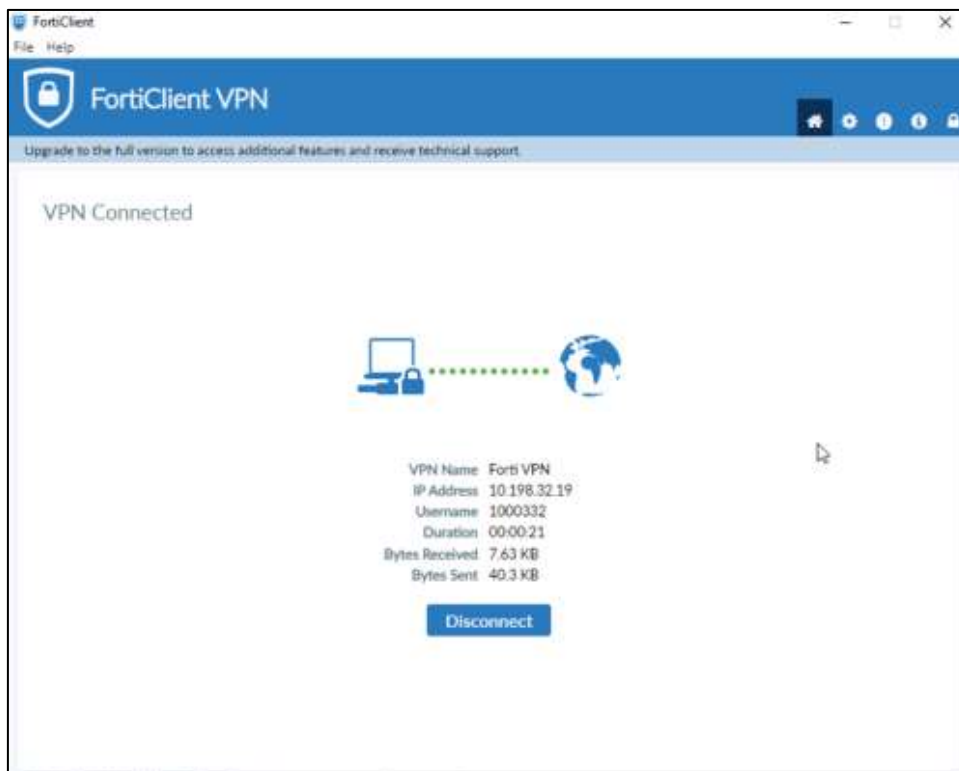 FortiClient
File Help
FortiClient VPN
Upgrade to the full version to access additional features and receive technical support.
VPN Connected
VPN Name Forti VPN
IP Address 10.198.32.19
Username 1000332
Duration 00:00:21
Bytes Received 7.63 KB
Bytes Sent 40.3 KB
Disconnect